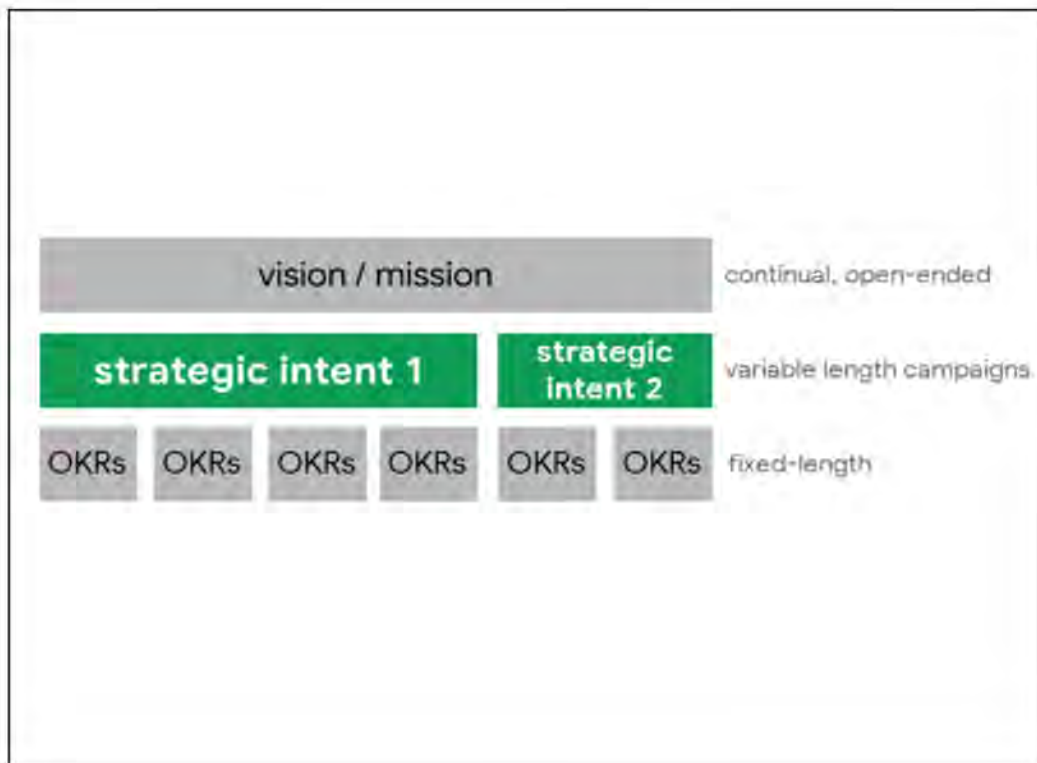 vision / mission
continual, open-ended
strategic intent 1
strategic
intent 2
variable length campaigns
OKRs
OKRs
OKRs
OKRs
OKRs
OKRs
fixed-length